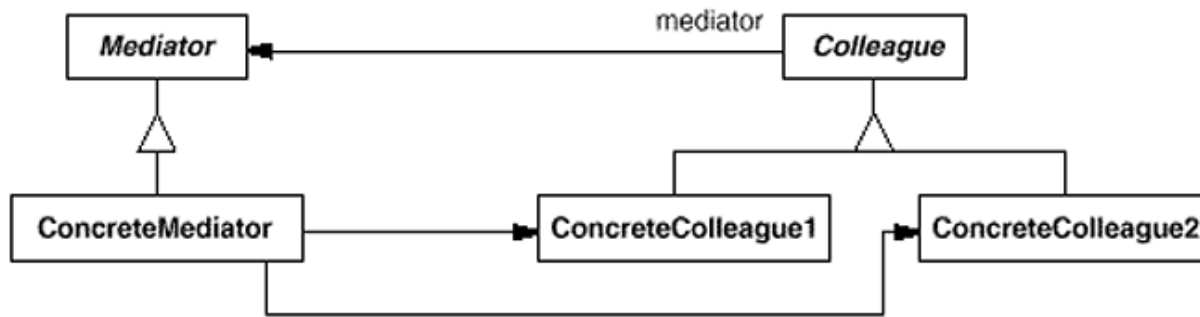 mediator
Mediator
Colleague
ConcreteMediator
ConcreteColleague1
ConcreteColleague2